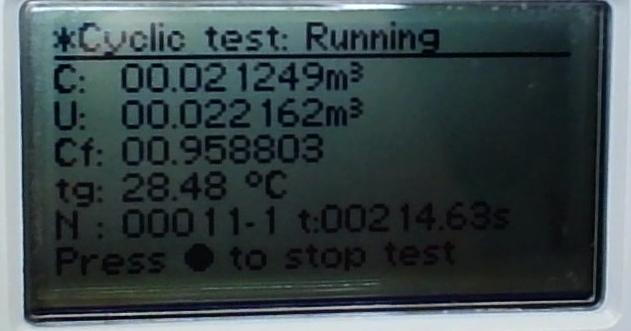 *Cyclic test: Running
C: 00.021249m³
U: 00.022162m³
Cf: 00.958803
tg: 28.48 °C
N : 00011-1 t:00214.63s
Press ● to stop test